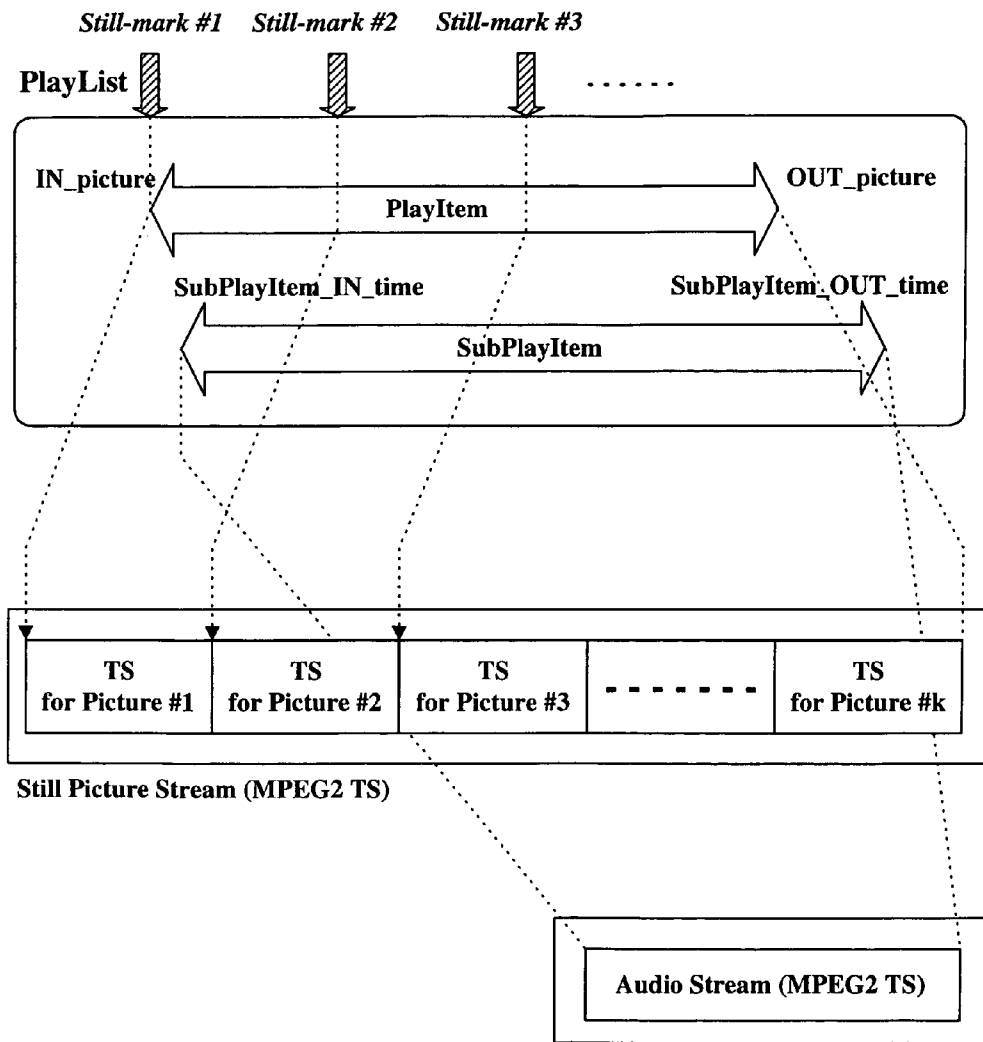 Still-mark #1 Still-mark #2 Still-mark #3
PlayList
IN_picture
OUT_picture
PlayItem
SubPlayItem_IN_time
SubPlayItem_OUT_time
SubPlayItem
TS
for Picture #1
TS
for Picture #2
TS
for Picture #3
TS
for Picture #k
Still Picture Stream (MPEG2 TS)
Audio Stream (MPEG2 TS)